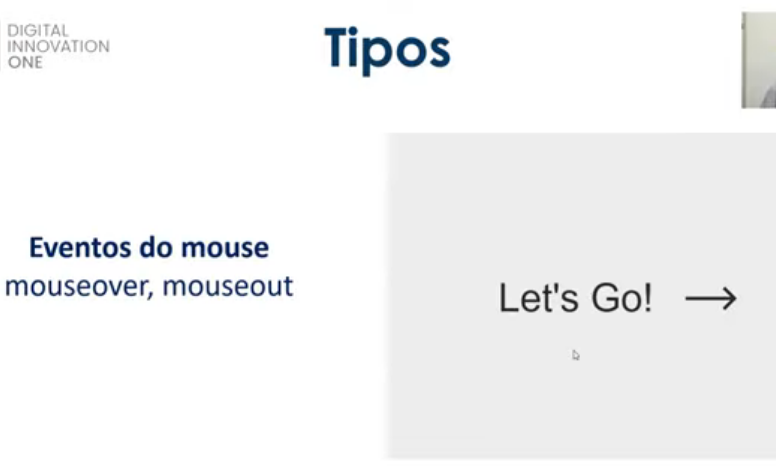 DIGITAL
INNOVATION
ONE
Tipos
Eventos do mouse
mouseover, mouseout
Let's Go! →